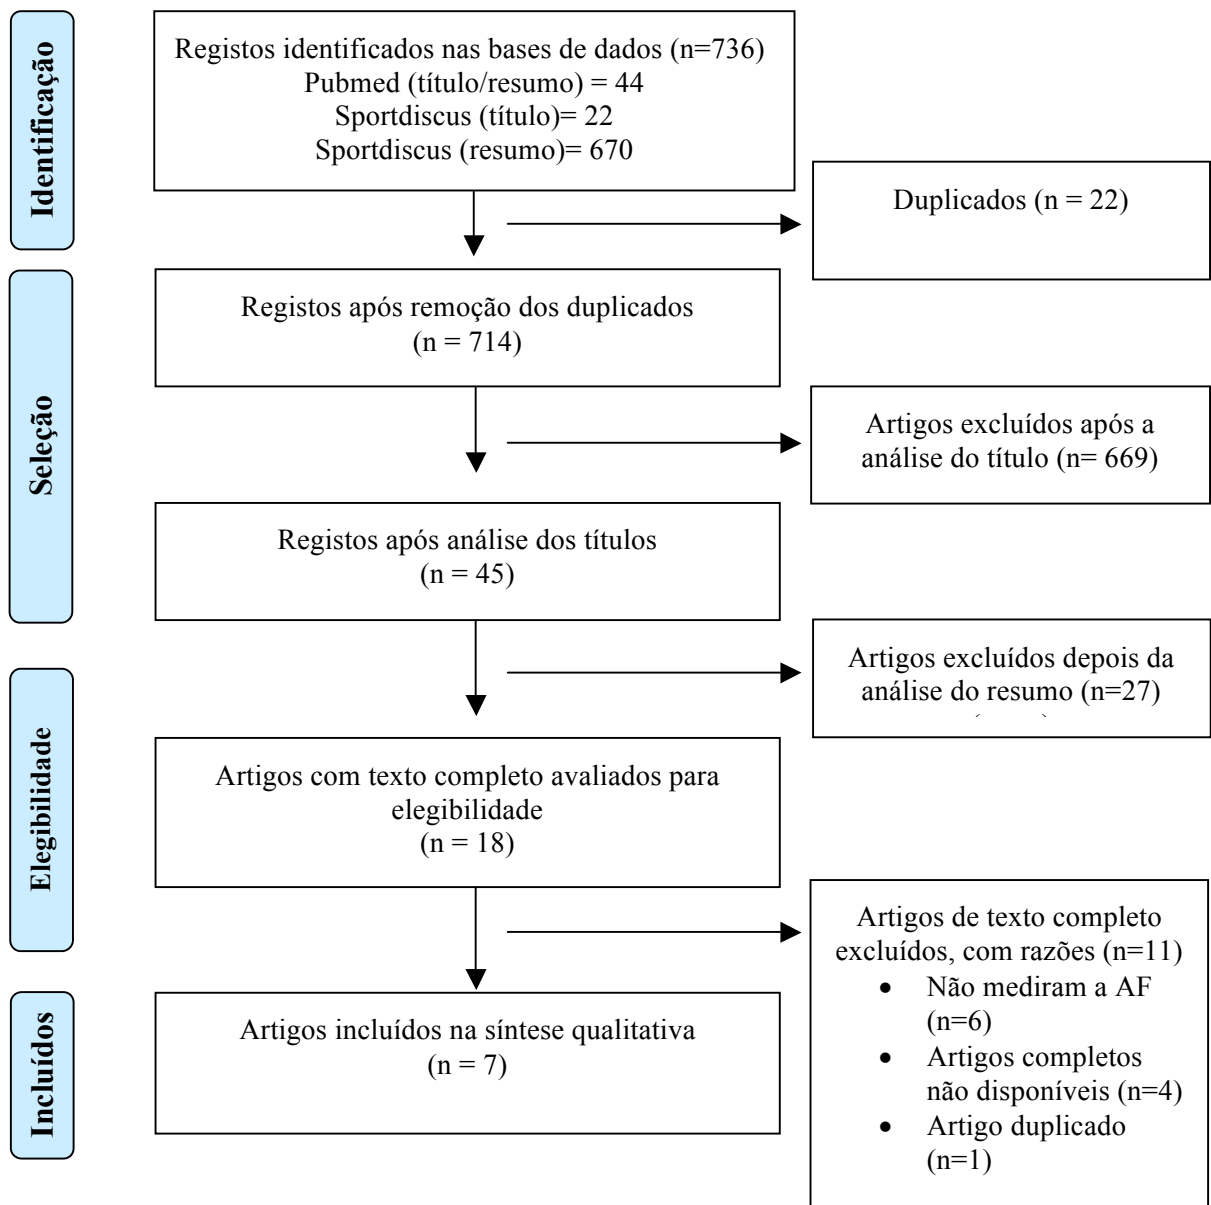 Identificação
Registos identificados nas bases de dados (n=736)
Pubmed (título/resumo) = 44
Sportdiscus (título)= 22
Sportdiscus (resumo)= 670
Duplicados (n = 22)
Seleção
Registos após remoção dos duplicados
(n = 714)
Artigos excluídos após a
análise do título (n= 669)
Registos após análise dos títulos
(n = 45)
Artigos excluídos depois da
análise do resumo (n=27)
Elegibilidade
Artigos com texto completo avaliados para
elegibilidade
(n = 18)
Artigos de texto completo
excluídos, com razões (n=11)
• Não mediram a AF
(n=6)
• Artigos completos
não disponíveis (n=4)
• Artigo duplicado
(n=1)
Incluídos
Artigos incluídos na síntese qualitativa
(n = 7)